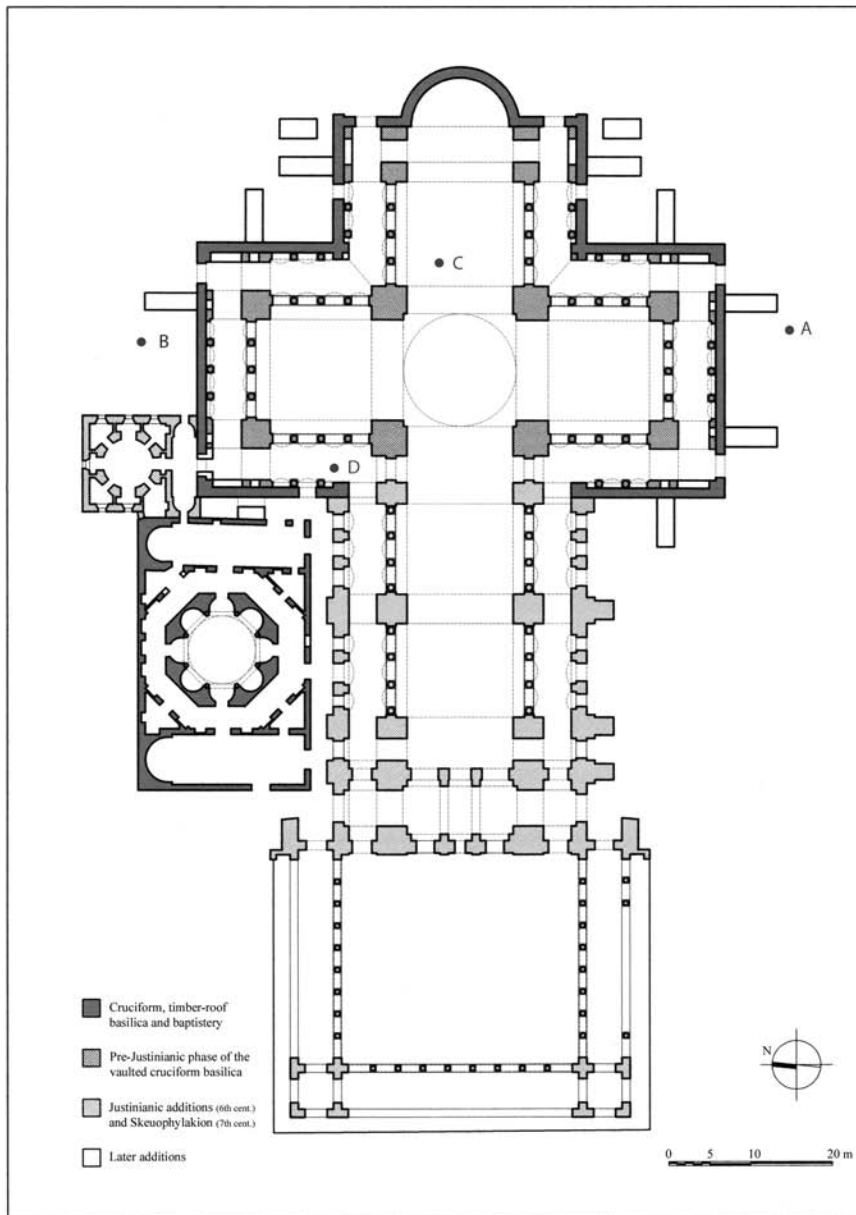 A
B
C
D
Cruciform, timber-roof
basilica and baptistery
Pre-Justinianic phase of the
vaulted cruciform basilica
Justinianic additions (6th cent.)
and Skeuophylakion (7th cent.)
Later additions
N
0 5 10 20 m